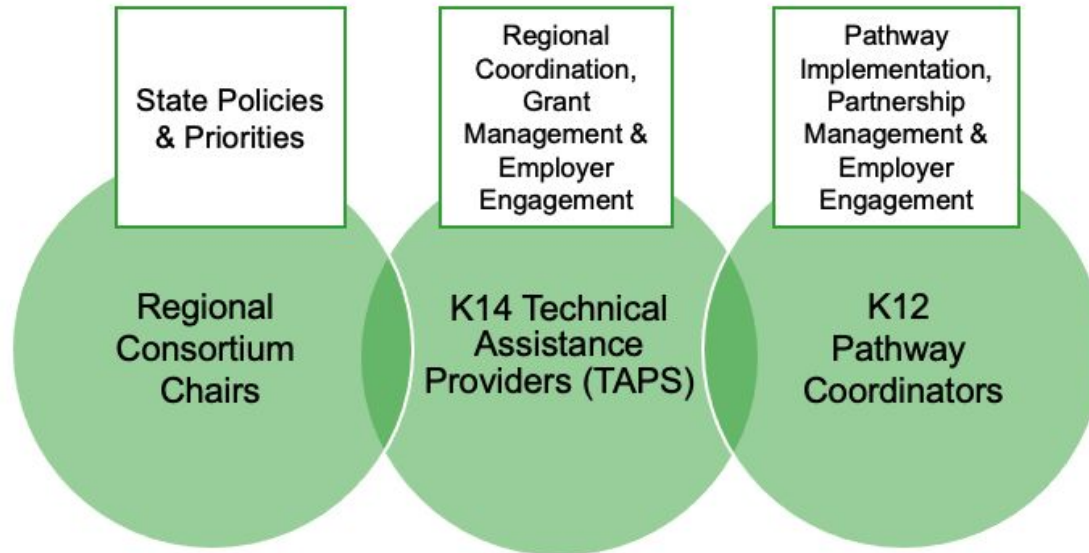 State Policies
& Priorities
Regional
Coordination,
Grant
Management &
Employer
Engagement
Pathway
Implementation,
Partnership
Management &
Employer
Engagement
Regional
Consortium
Chairs
K14 Technical
Assistance
Providers (TAPS)
K12
Pathway
Coordinators